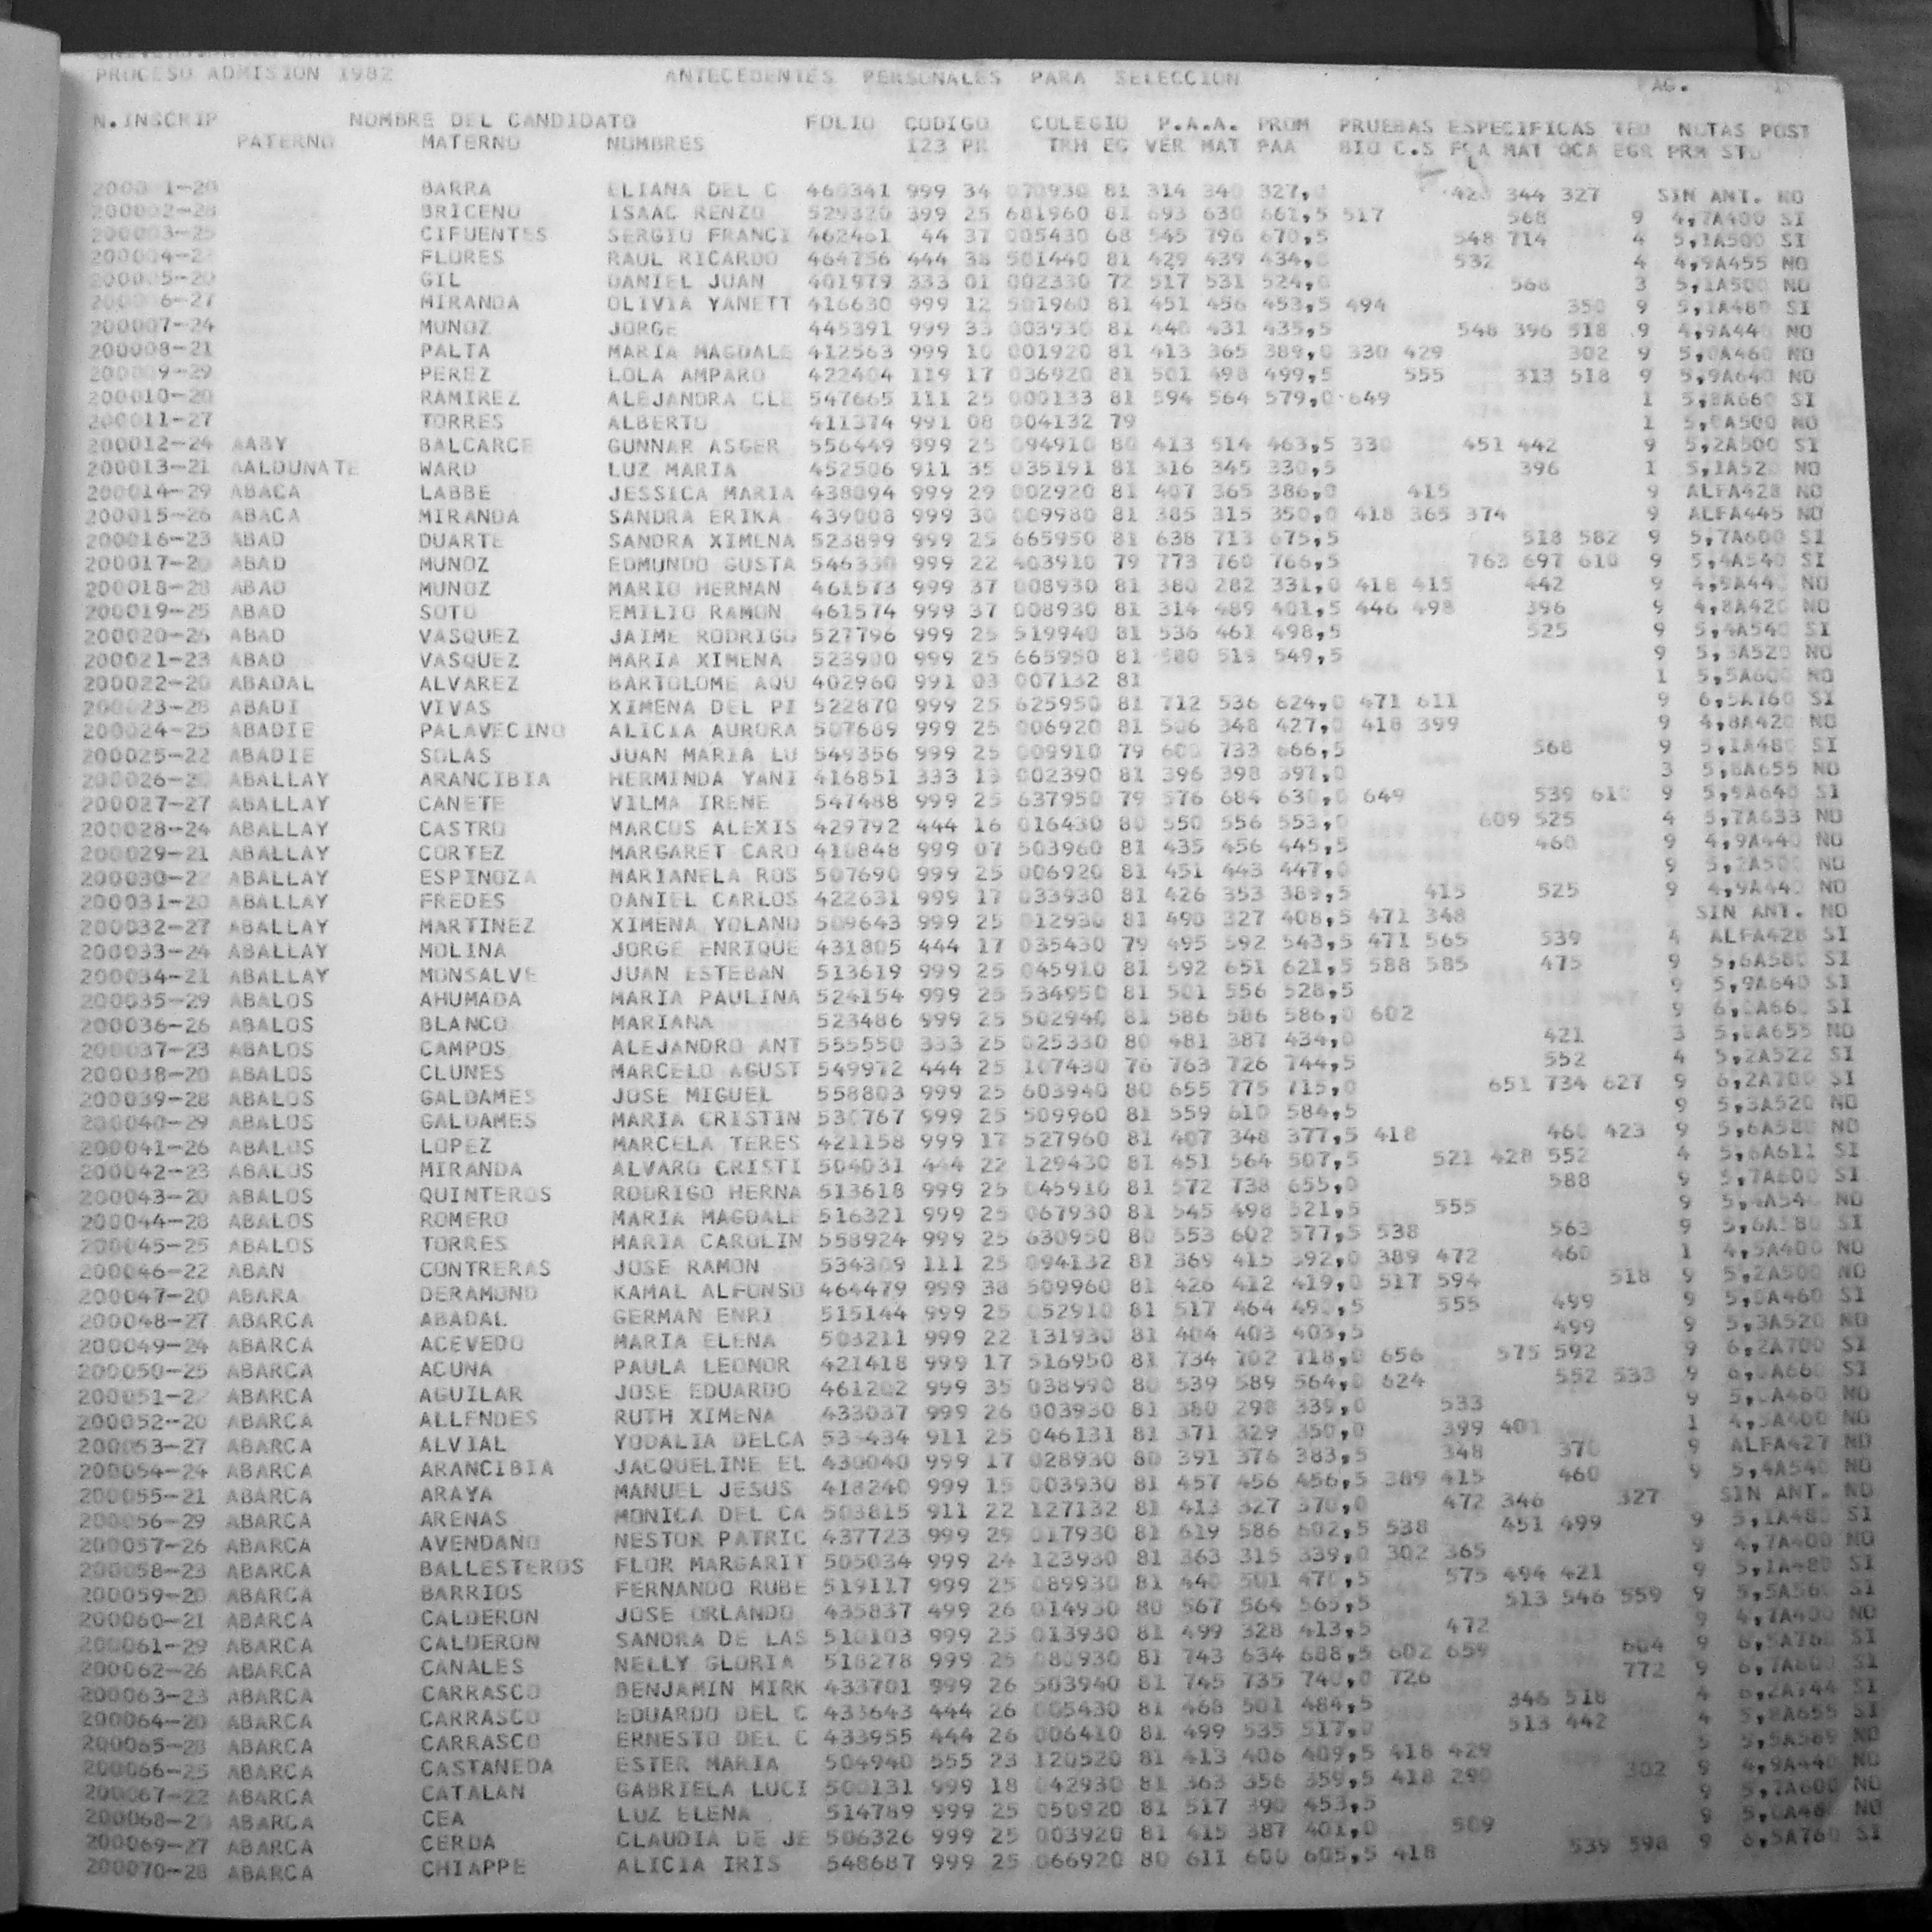 PROCESO ADMISION 1982 ANTECEDENTES PERSONALES PARA SELECCION PAG.
N.INSCRIP NOMBRE DEL CANDIDATO FOLIO CODIGO COLEGIO P.A.A. PROM PRUEBAS ESPECIFICAS TED NOTAS POST
PATERNO MATERNO NOMBRES 123 PR TRH EG VER MAT PAA BIO C.S MAT OCA EGR PRM
BARRA ELIANA DEL C 460341 999 34 070930 81 314 340 327,0 344 327 SIN ANT. NO
BRICENO ISAAC RENZO 529320 399 25 681960 81 693 630 661,5 517 568 9 4,7A400 SI
CIFUENTES SERGIO FRANCI 462461 44 37 005430 68 545 796 670,5 548 714 4 5,1A500 SI
FLORES RAUL RICARDO 464756 444 38 501440 81 429 439 434,0 532 4 4,9A455 NO
GIL DANIEL JUAN 401979 333 01 002330 72 517 531 524,0 568 3 5,1A500 NO
MIRANDA OLIVIA YANETT 416630 999 12 501960 81 451 456 453,5 494 350 9 5,1A480 SI
200007-24 MUNOZ JORGE 445391 999 33 003930 81 440 431 435,5 548 396 518 9 4,9A440 NO
200008-21 PALTA MARIA MAGDALE 412563 999 10 001920 81 413 365 389,0 330 429 302 9 5,0A460 NO
200009-29 PEREZ LOLA AMPARO 422404 119 17 036920 81 501 498 499,5 555 313 518 9 5,9A640 NO
200010-20 RAMIREZ ALEJANDRA CLE 547665 111 25 000133 81 594 564 579,0 649 1 5,8A660 SI
200011-27 TORRES ALBERTO 411374 991 08 004132 79 1 5,0A500 NO
200012-24 AABY BALCARCE GUNNAR ASGER 556449 999 25 094910 80 413 514 463,5 330 451 442 9 5,2A500 SI
200013-21 AALDUNATE WARD LUZ MARIA 452506 911 35 035191 81 316 345 330,5 396 1 5,1A520 NO
200014-29 ABACA LABBE JESSICA MARIA 438094 999 29 002920 81 407 365 386,0 415 9 ALFA428 NO
200015-26 ABACA MIRANDA SANDRA ERIKA 439008 999 30 009980 81 385 315 350,0 418 365 374 9 ALFA445 NO
200016-23 ABAD DUARTE SANDRA XIMENA 523899 999 25 665950 81 638 713 675,5 518 582 9 5,7A600 SI
200017-20 ABAD MUNOZ EDMUNDO GUSTA 546330 999 22 403910 79 773 760 766,5 763 697 610 9 5,4A540 SI
200018-28 ABAD MUNOZ MARIO HERNAN 461573 999 37 008930 81 380 282 331,0 418 415 442 9 4,9A440 NO
200019-25 ABAD SOTO EMILIO RAMON 461574 999 37 008930 81 314 489 401,5 446 498 396 9 4,8A420 NO
200020-26 ABAD VASQUEZ JAIME RODRIGO 527796 999 25 519940 81 536 461 498,5 525 9 5,4A540 SI
200021-23 ABAD VASQUEZ MARIA XIMENA 523900 999 25 665950 81 580 519 549,5 9 5,3A520 NO
200022-20 ABADAL ALVAREZ BARTOLOME AQU 402960 991 03 007132 81 1 5,5A600 NO
200023-28 ABADI VIVAS XIMENA DEL PI 522870 999 25 625950 81 712 536 624,0 471 611 9 6,5A760 SI
200024-25 ABADIE PALAVECINO ALICIA AURORA 507689 999 25 006920 81 506 348 427,0 418 399 9 4,8A420 NO
200025-22 ABADIE SOLAS JUAN MARIA LU 549356 999 25 009910 79 600 733 666,5 568 9 5,1A480 SI
200026-20 ABALLAY ARANCIBIA HERMINDA YANI 416851 333 13 002390 81 396 398 397,0 3 5,8A655 NO
200027-27 ABALLAY CANETE VILMA IRENE 547488 999 25 637950 79 576 684 630,0 649 539 610 9 5,9A640 SI
200028-24 ABALLAY CASTRO MARCOS ALEXIS 429792 444 16 016430 80 550 556 553,0 609 525 4 5,7A633 NO
200029-21 ABALLAY CORTEZ MARGARET CARO 410848 999 07 503960 81 435 456 445,5 460 9 4,9A440 NO
200030-22 ABALLAY ESPINOZA MARIANELA ROS 507690 999 25 006920 81 451 443 447,0 9 5,2A500 NO
200031-20 ABALLAY FREDES DANIEL CARLOS 422631 999 17 033930 81 426 353 389,5 415 525 9 4,9A440 NO
200032-27 ABALLAY MARTINEZ XIMENA YOLAND 509643 999 25 012930 81 490 327 408,5 471 348 SIN ANT. NO
200033-24 ABALLAY MOLINA JORGE ENRIQUE 431805 444 17 035430 79 495 592 543,5 471 565 539 4 ALFA428 SI
200034-21 ABALLAY MONSALVE JUAN ESTEBAN 513619 999 25 045910 81 592 651 621,5 588 585 475 9 5,6A580 SI
200035-29 ABALOS AHUMADA MARIA PAULINA 524154 999 25 534950 81 501 556 528,5 9 5,9A640 SI
200036-26 ABALOS BLANCO MARIANA 523486 999 25 502940 81 586 586 586,0 602 9 6,0A660 SI
200037-23 ABALOS CAMPOS ALEJANDRO ANT 555550 333 25 025330 80 481 387 434,0 421 3 5,8A655 NO
200038-20 ABALOS CLUNES MARCELO AGUST 549972 444 25 107430 76 763 726 744,5 552 4 5,2A522 SI
200039-28 ABALOS GALDAMES JOSE MIGUEL 558803 999 25 603940 80 655 775 715,0 651 734 627 9 6,2A700 SI
200040-29 ABALOS GALDAMES MARIA CRISTIN 530767 999 25 509960 81 559 610 584,5 9 5,3A520 NO
200041-26 ABALOS LOPEZ MARCELA TERES 421158 999 17 527960 81 407 348 377,5 418 460 423 9 5,6A580 NO
200042-23 ABALOS MIRANDA ALVARO CRISTI 504031 444 22 129430 81 451 564 507,5 521 428 552 4 5,6A611 SI
200043-20 ABALOS QUINTEROS RODRIGO HERNA 513618 999 25 045910 81 572 738 655,0 588 9 5,7A600 SI
200044-28 ABALOS ROMERO MARIA MAGDALE 516321 999 25 067930 81 545 498 521,5 555 9 5,4A540 NO
200045-25 ABALOS TORRES MARIA CAROLIN 558924 999 25 630950 80 553 602 577,5 538 563 9 5,6A580 SI
200046-22 ABAN CONTRERAS JOSE RAMON 534309 111 25 094132 81 369 415 392,0 389 472 460 1 4,5A400 NO
200047-20 ABARA DERAMOND KAMAL ALFONSO 464479 999 38 509960 81 426 412 419,0 517 594 518 9 5,2A500 NO
200048-27 ABARCA ABADAL GERMAN ENRI 515144 999 25 052910 81 517 464 490,5 555 499 9 5,0A460 SI
200049-24 ABARCA ACEVEDO MARIA ELENA 503211 999 22 131930 81 404 403 403,5 499 9 5,3A520 NO
200050-25 ABARCA ACUNA PAULA LEONOR 421418 999 17 516950 81 734 702 718,0 656 575 592 9 6,2A700 SI
200051-22 ABARCA AGUILAR JOSE EDUARDO 461202 999 35 038990 80 539 589 564,0 624 552 533 9 6,0A660 SI
200052-20 ABARCA ALLENDES RUTH XIMENA 433037 999 26 003930 81 380 298 339,0 533 9 5,0A460 NO
200053-27 ABARCA ALVIAL YODALIA DELCA 911 25 046131 81 371 329 350,0 399 401 1 4,5A400 NO
200054-24 ABARCA ARANCIBIA JACQUELINE EL 430040 999 17 028930 80 391 376 383,5 348 370 9 ALFA427 NO
200055-21 ABARCA ARAYA MANUEL JESUS 418240 999 15 003930 81 457 456 456,5 389 415 460 9 5,4A540 NO
200056-29 ABARCA ARENAS MONICA DEL CA 503815 911 22 127132 81 413 327 370,0 472 346 327 SIN ANT. NO
200057-26 ABARCA AVENDANO NESTOR PATRIC 437723 999 29 017930 81 619 586 602,5 538 451 499 9 5,1A480 SI
200058-23 ABARCA BALLESTEROS FLOR MARGARIT 505034 999 24 123930 81 363 315 339,0 302 365 9 4,7A400 NO
200059-20 ABARCA BARRIOS FERNANDO RUBE 519117 999 25 089930 81 440 501 470,5 575 494 421 9 5,1A480 SI
200060-21 ABARCA CALDERON JOSE ORLANDO 435837 499 26 014930 80 567 564 565,5 513 546 559 9 5,5A560 SI
200061-29 ABARCA CALDERON SANDRA DE LAS 510103 999 25 013930 81 499 328 413,5 472 9 4,7A400 NO
200062-26 ABARCA CANALES NELLY GLORIA 518278 999 25 080930 81 743 634 688,5 602 659 604 9 6,5A760 SI
200063-23 ABARCA CARRASCO BENJAMIN MIRK 433701 999 26 503940 81 745 735 740,0 726 772 9 SI
200064-20 ABARCA CARRASCO EDUARDO DEL C 433643 444 26 005430 81 468 501 484,5 346 518 4 6,2A744 SI
200065-28 ABARCA CARRASCO ERNESTO DEL C 433955 444 26 006410 81 499 535 517,0 513 442 4 5,8A655 SI
200066-25 ABARCA CASTANEDA ESTER MARIA 504940 555 23 120520 81 413 406 409,5 418 429 5 5,5A589 NO
200067-22 ABARCA CATALAN GABRIELA LUCI 500131 999 18 042930 81 363 356 359,5 418 290 302 9 4,9A440 NO
200068-20 ABARCA CEA LUZ ELENA 514789 999 25 050920 81 517 390 453,5 9 5,7A600 NO
200069-27 ABARCA CERDA CLAUDIA DE JE 506326 999 25 003920 81 415 387 401,0 509 9 NO
200070-28 ABARCA CHIAPPE ALICIA IRIS 548687 999 25 066920 80 611 600 605,5 418 539 598 9 6,5A760 SI